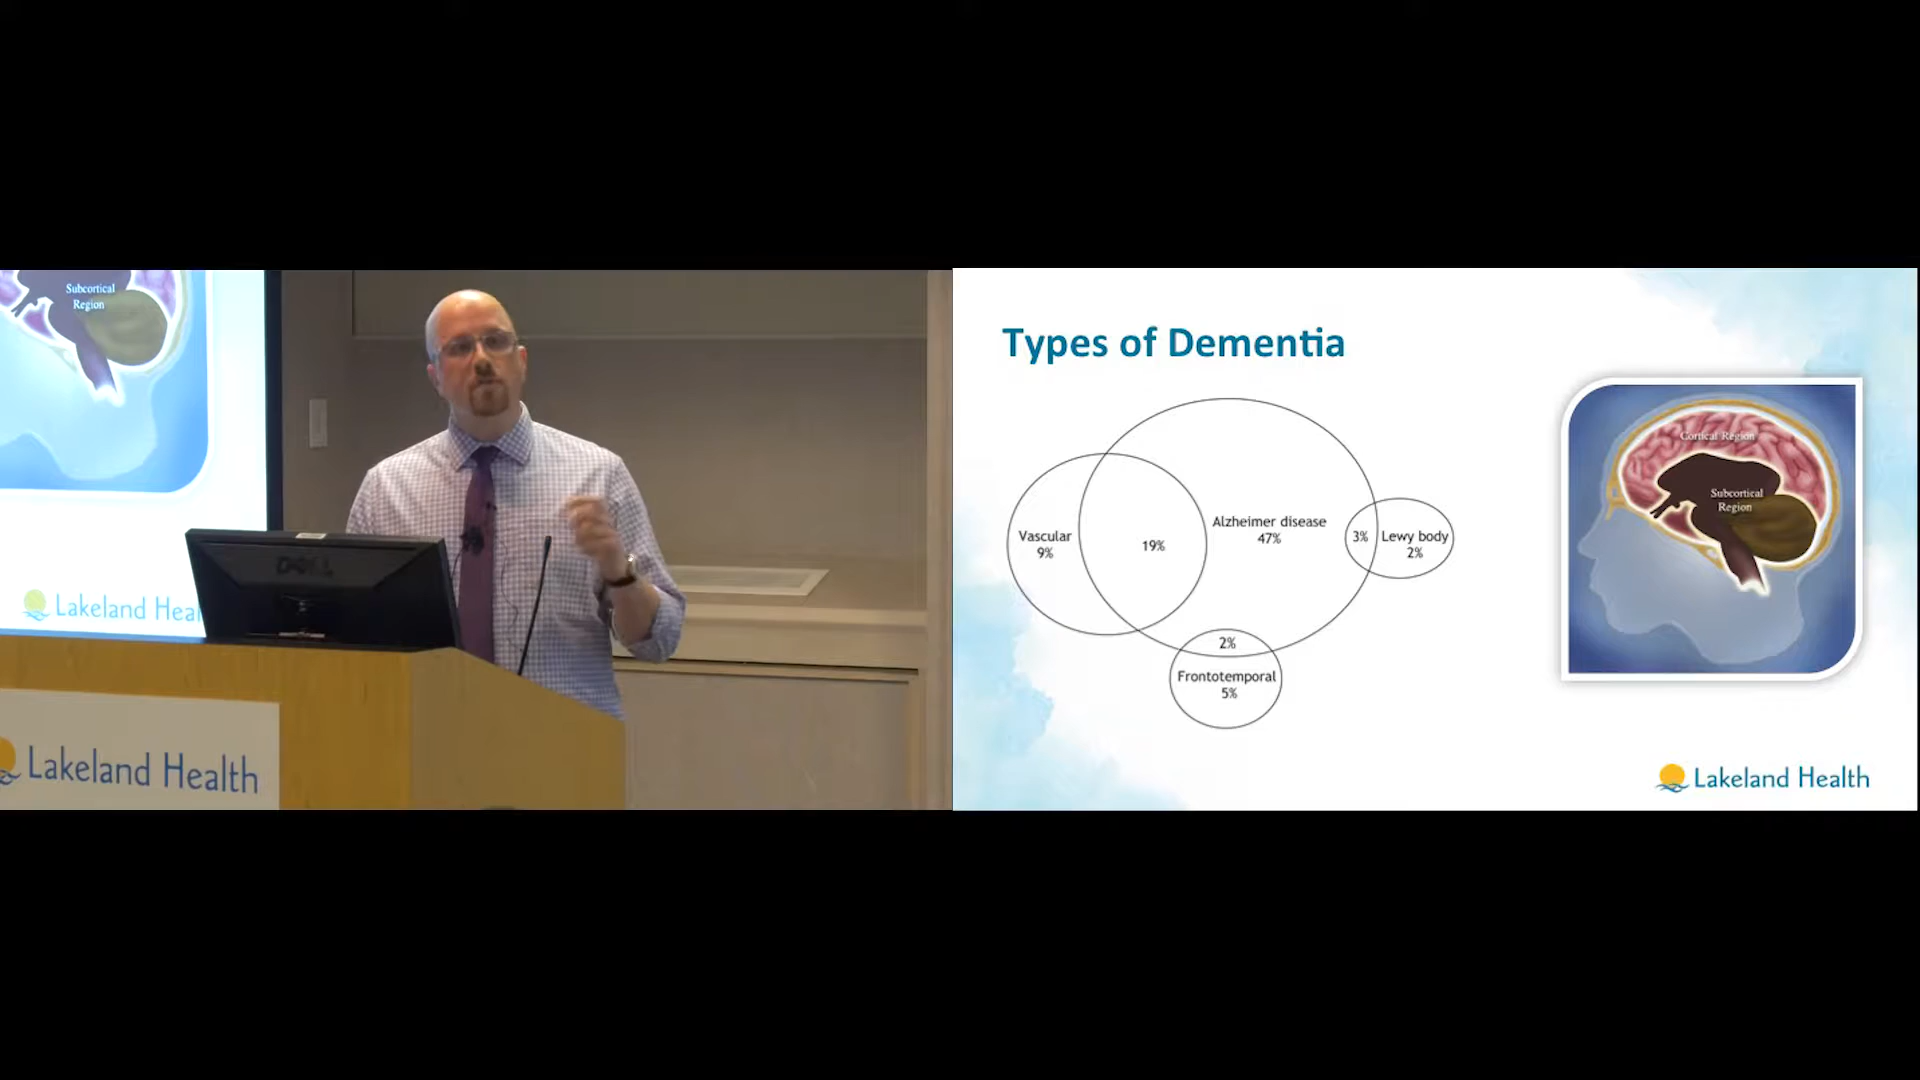 Subcortical
Region
Lakeland Hea
DELL
Lakeland Health
Types of Dementia
Vascular
9%
19%
Alzheimer disease
47%
3%
Lewy body
2%
2%
Frontotemporal
5%
Cortical Region
Subcortical
Region
Lakeland Health